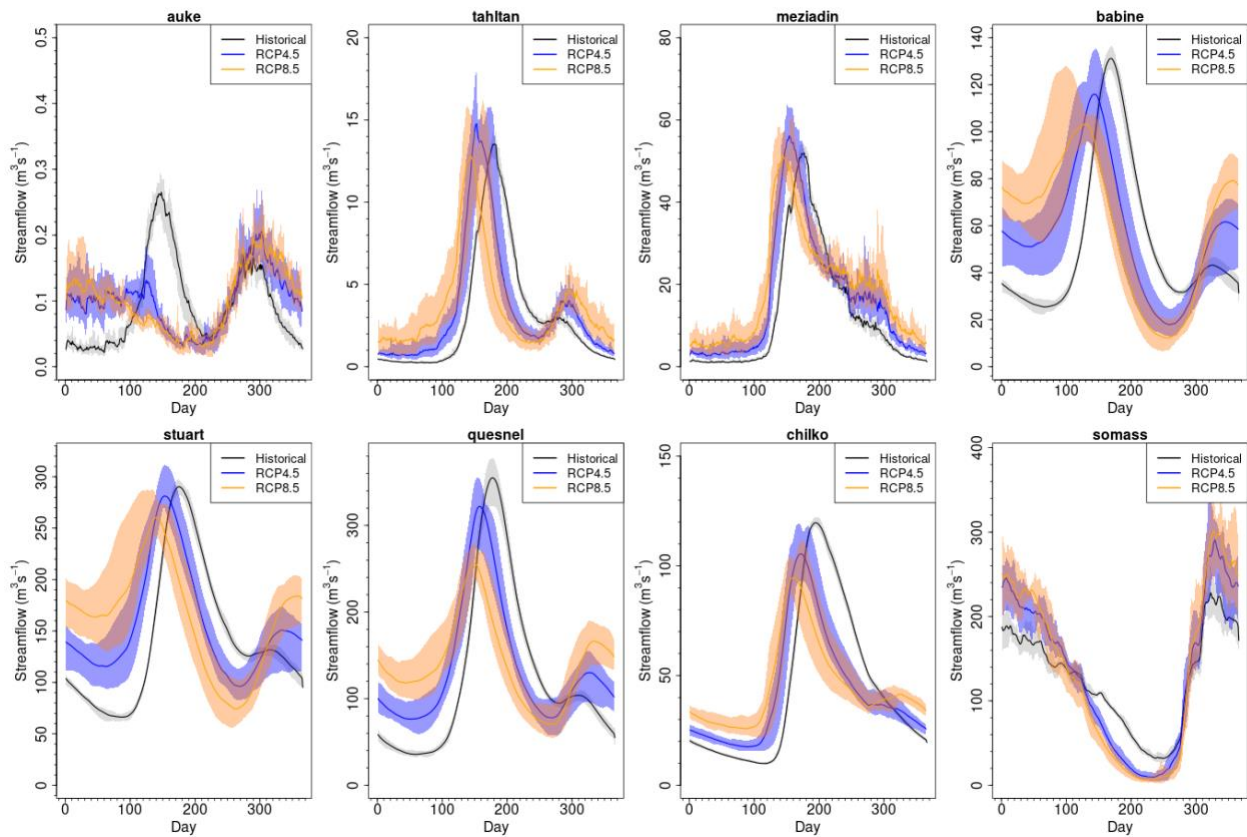 auke
Historical
RCP4.5
RCP8.5
Streamflow (m³s⁻¹)
0.0 0.1 0.2 0.3 0.4 0.5
0 100 200 300
Day
tahltan
Historical
RCP4.5
RCP8.5
Streamflow (m³s⁻¹)
0 5 10 15 20
0 100 200 300
Day
meziadin
Historical
RCP4.5
RCP8.5
Streamflow (m³s⁻¹)
0 20 40 60 80
0 100 200 300
Day
babine
Historical
RCP4.5
RCP8.5
Streamflow (m³s⁻¹)
0 20 40 60 80 100 120 140
0 100 200 300
Day
stuart
Historical
RCP4.5
RCP8.5
Streamflow (m³s⁻¹)
0 50 100 150 200 250 300
0 100 200 300
Day
quesnel
Historical
RCP4.5
RCP8.5
Streamflow (m³s⁻¹)
0 100 200 300
0 100 200 300
Day
chilko
Historical
RCP4.5
RCP8.5
Streamflow (m³s⁻¹)
0 50 100 150
0 100 200 300
Day
somass
Historical
RCP4.5
RCP8.5
Streamflow (m³s⁻¹)
0 100 200 300 400
0 100 200 300
Day